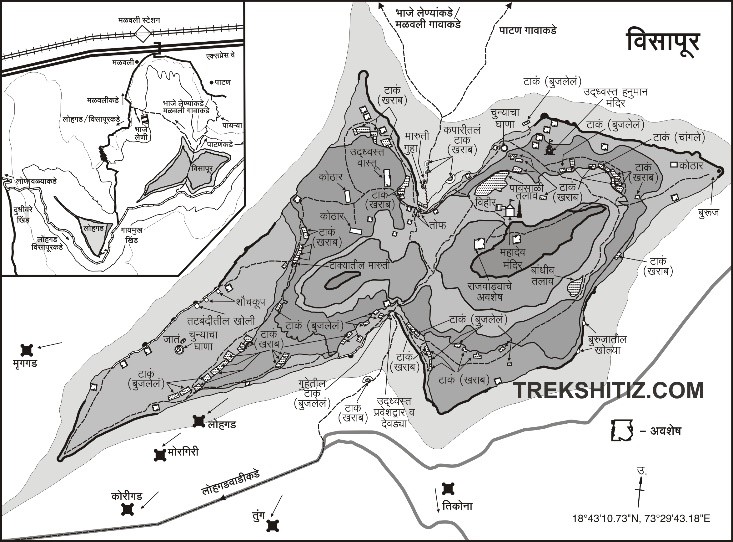 विसापूर
मळवली स्टेशन
मळवली
एक्सप्रेस वे
पाटण
मळवलीकडे
भाजे लेण्यांकडे/
मळवली गावाकडे
लोहगड/विसापूरकडे
भाजे
लेणी
पायऱ्या
पाटणकडे
विसापूर
लोणावळ्याकडे
दुधीवरे
खिंड
लोहगड
लोहगड
विसापूरकडे
गायमुख
खिंड
भाजे लेण्यांकडे/
मळवली गावाकडे
पाटण गावाकडे
टाकं
(खराब)
मारुती
गुहा
कपारीतलं
टाकं
(खराब)
चुन्याचा
घाणा
टाकं (बुजलेलं)
उद्ध्वस्त हनुमान
मंदिर
टाकं (बुजलेलं)
टाकं (चांगले)
टाकं
(खराब)
कोठार
बुरूज
उद्ध्वस्त
वास्तू
कोठार
टाकं
(खराब)
पावसाळी
तलाव
टाकं
(खराब)
विहीर
तोफ
कोठार
टाकं
(खराब)
टाक्यातील मारुती
महादेव
मंदिर
राजवाड्याचे
अवशेष
बांधीव
तलाव
टाकं
(खराब)
शौचकूप
तटबंदीतील खोली
जातं
चुन्याचा
घाणा
टाकं
(खराब)
टाकं (बुजलेलं)
टाकं (बुजलेलं)
बुरुजातील
खोल्या
टाकं
(बुजलेलं)
टाकं
(खराब)
टाकं (खराब)
गुहेतील
टाकं
(बुजलेलं)
टाकं
(खराब)
उद्ध्वस्त
प्रवेशद्वार व
देवड्या
TREKSHITIZ.COM
- अवशेष
मृगगड
लोहगड
मोरगिरी
कोरीगड
तुंग
तिकोना
लोहगडवाडीकडे
उ.
18°43'10.73"N, 73°29'43.18"E